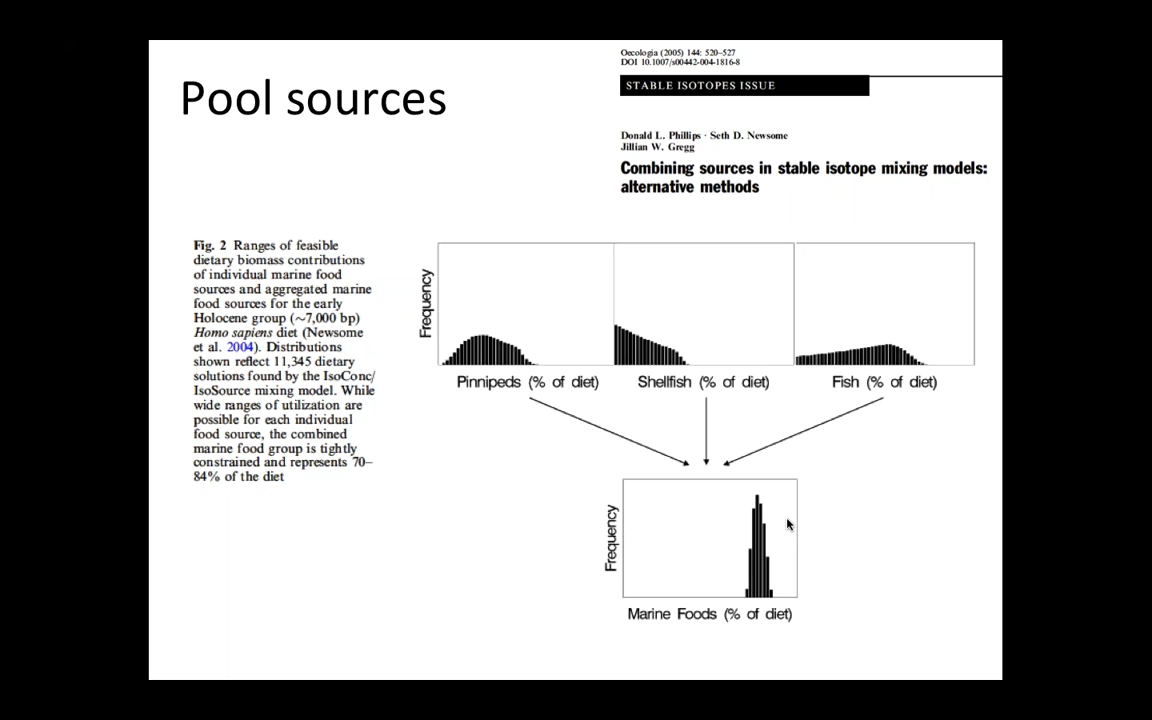 Pool sources
Oecologia (2005) 144: 520–527
DOI 10.1007/s00442-004-1816-8
STABLE ISOTOPES ISSUE
Donald L. Phillips · Seth D. Newsome
Jillian W. Gregg
Combining sources in stable isotope mixing models:
alternative methods
Fig. 2 Ranges of feasible
dietary biomass contributions
of individual marine food
sources and aggregated marine
food sources for the early
Holocene group (~7,000 bp)
Homo sapiens diet (Newsome
et al. 2004). Distributions
shown reflect 11,345 dietary
solutions found by the IsoConc/
IsoSource mixing model. While
wide ranges of utilization are
possible for each individual
food source, the combined
marine food group is tightly
constrained and represents 70–
84% of the diet
Frequency
Pinnipeds (% of diet)
Shellfish (% of diet)
Fish (% of diet)
Frequency
Marine Foods (% of diet)